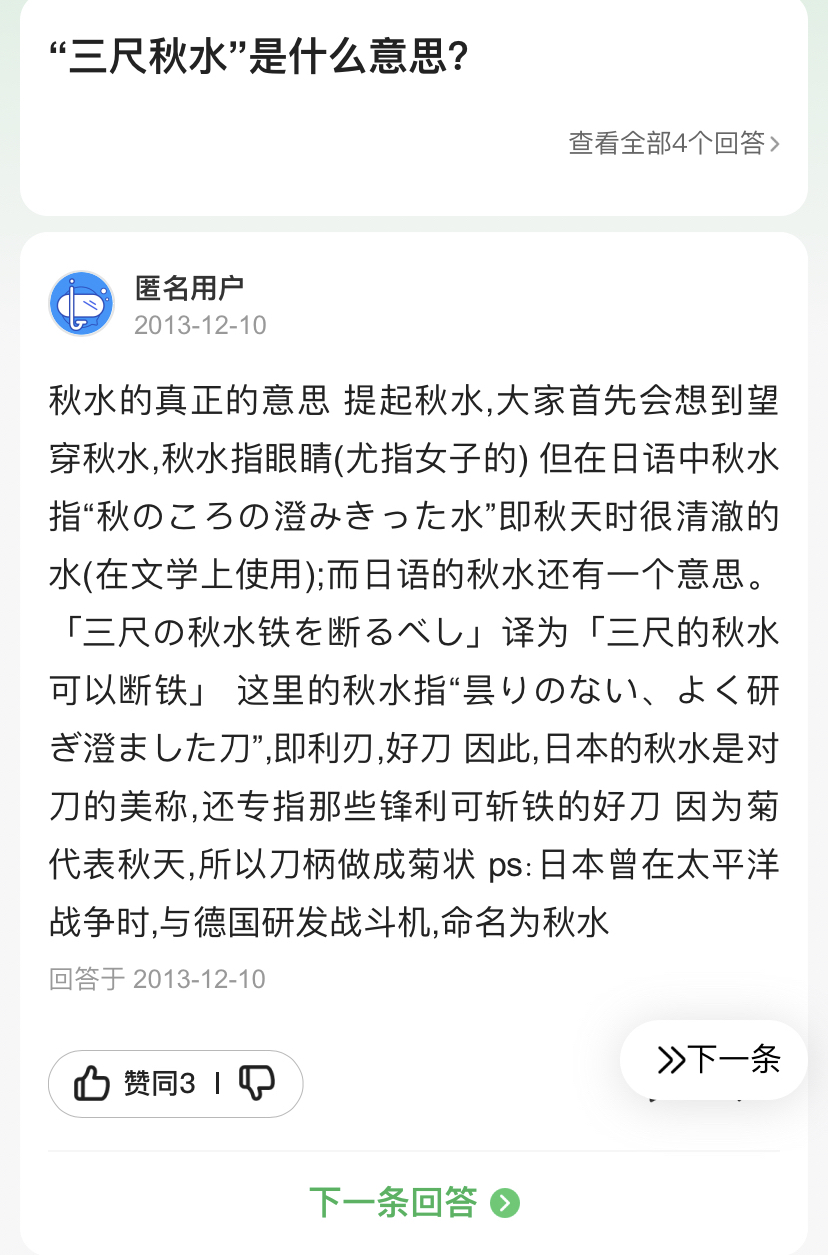 “三尺秋水”是什么意思?
查看全部4个回答>
匿名用户
2013-12-10
秋水的真正的意思 提起秋水,大家首先会想到望
穿秋水,秋水指眼睛(尤指女子的) 但在日语中秋水
指“秋のころの澄みきった水”即秋天时很清澈的
水(在文学上使用);而日语的秋水还有一个意思。
「三尺の秋水铁を断るべし」译为「三尺的秋水
可以断铁」 这里的秋水指“昙りのない、よく研
ぎ澄ました刀”,即利刃,好刀 因此,日本的秋水是对
刀的美称,还专指那些锋利可斩铁的好刀 因为菊
代表秋天,所以刀柄做成菊状 ps:日本曾在太平洋
战争时,与德国研发战斗机,命名为秋水
回答于 2013-12-10
赞同3
下一条
下一条回答